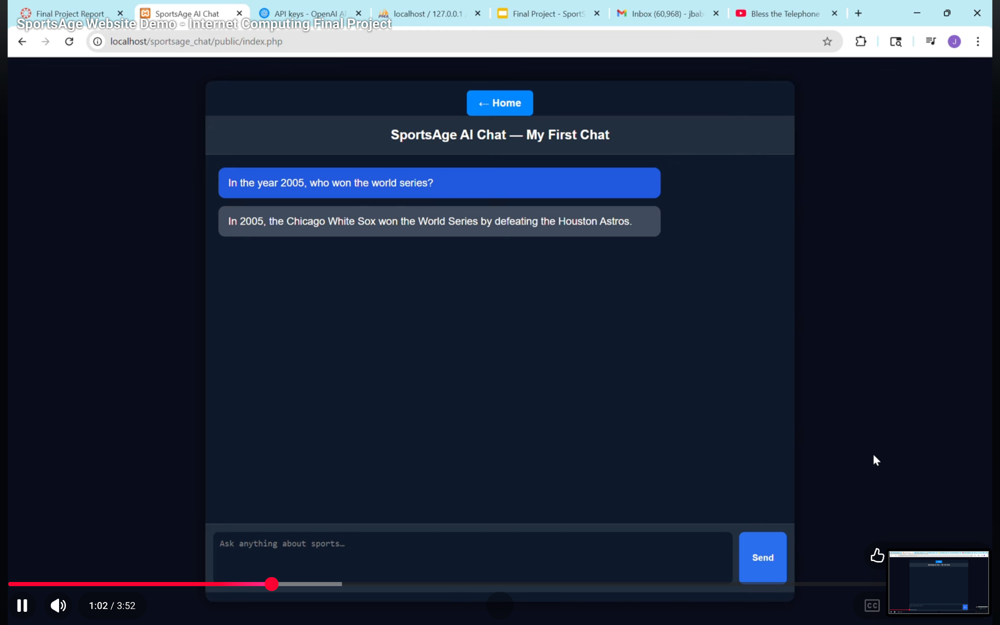 Final Project Report
SportsAge AI Chat
API keys - OpenAI AP
localhost / 127.0.0.1
Final Project - SportS
Inbox (60,968) - jbab
Bless the Telephone
SportsAge Website Demo - Internet Computing Final Project
localhost/sportsage_chat/public/index.php
J
← Home
SportsAge AI Chat — My First Chat
In the year 2005, who won the world series?
In 2005, the Chicago White Sox won the World Series by defeating the Houston Astros.
Ask anything about sports…
Send
1:02 / 3:52
CC